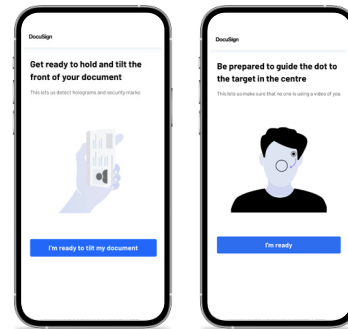 DocuSign
Get ready to hold and tilt the
front of your document
This lets us detect holograms and security marks
I'm ready to tilt my document
DocuSign
Be prepared to guide the dot to
the target in the centre
This lets us make sure that no one is using a video of you
I'm ready